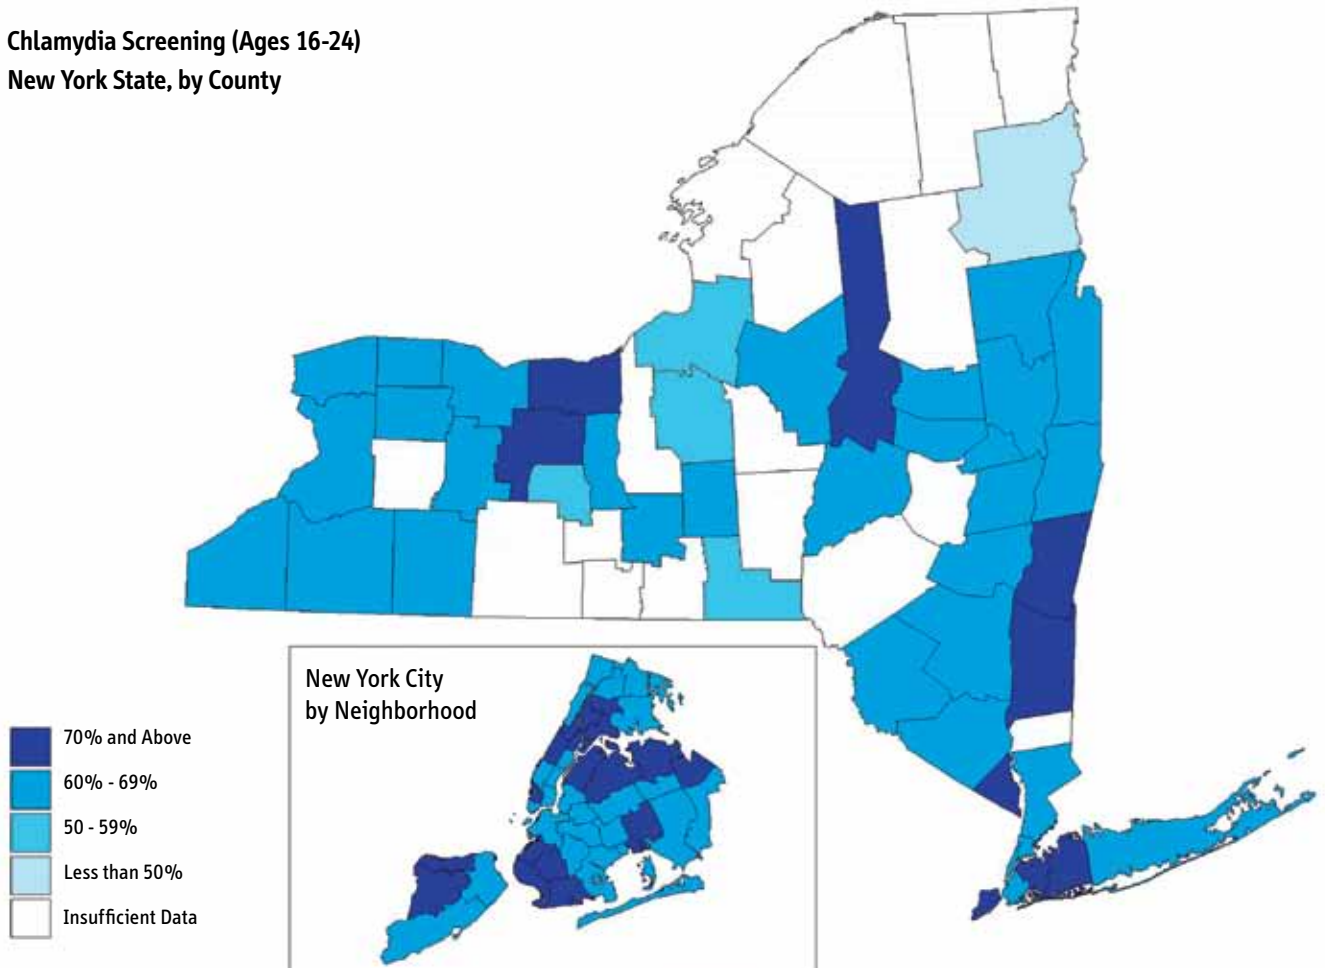 Chlamydia Screening (Ages 16-24)
New York State, by County
New York City
by Neighborhood
70% and Above
60% - 69%
50 - 59%
Less than 50%
Insufficient Data